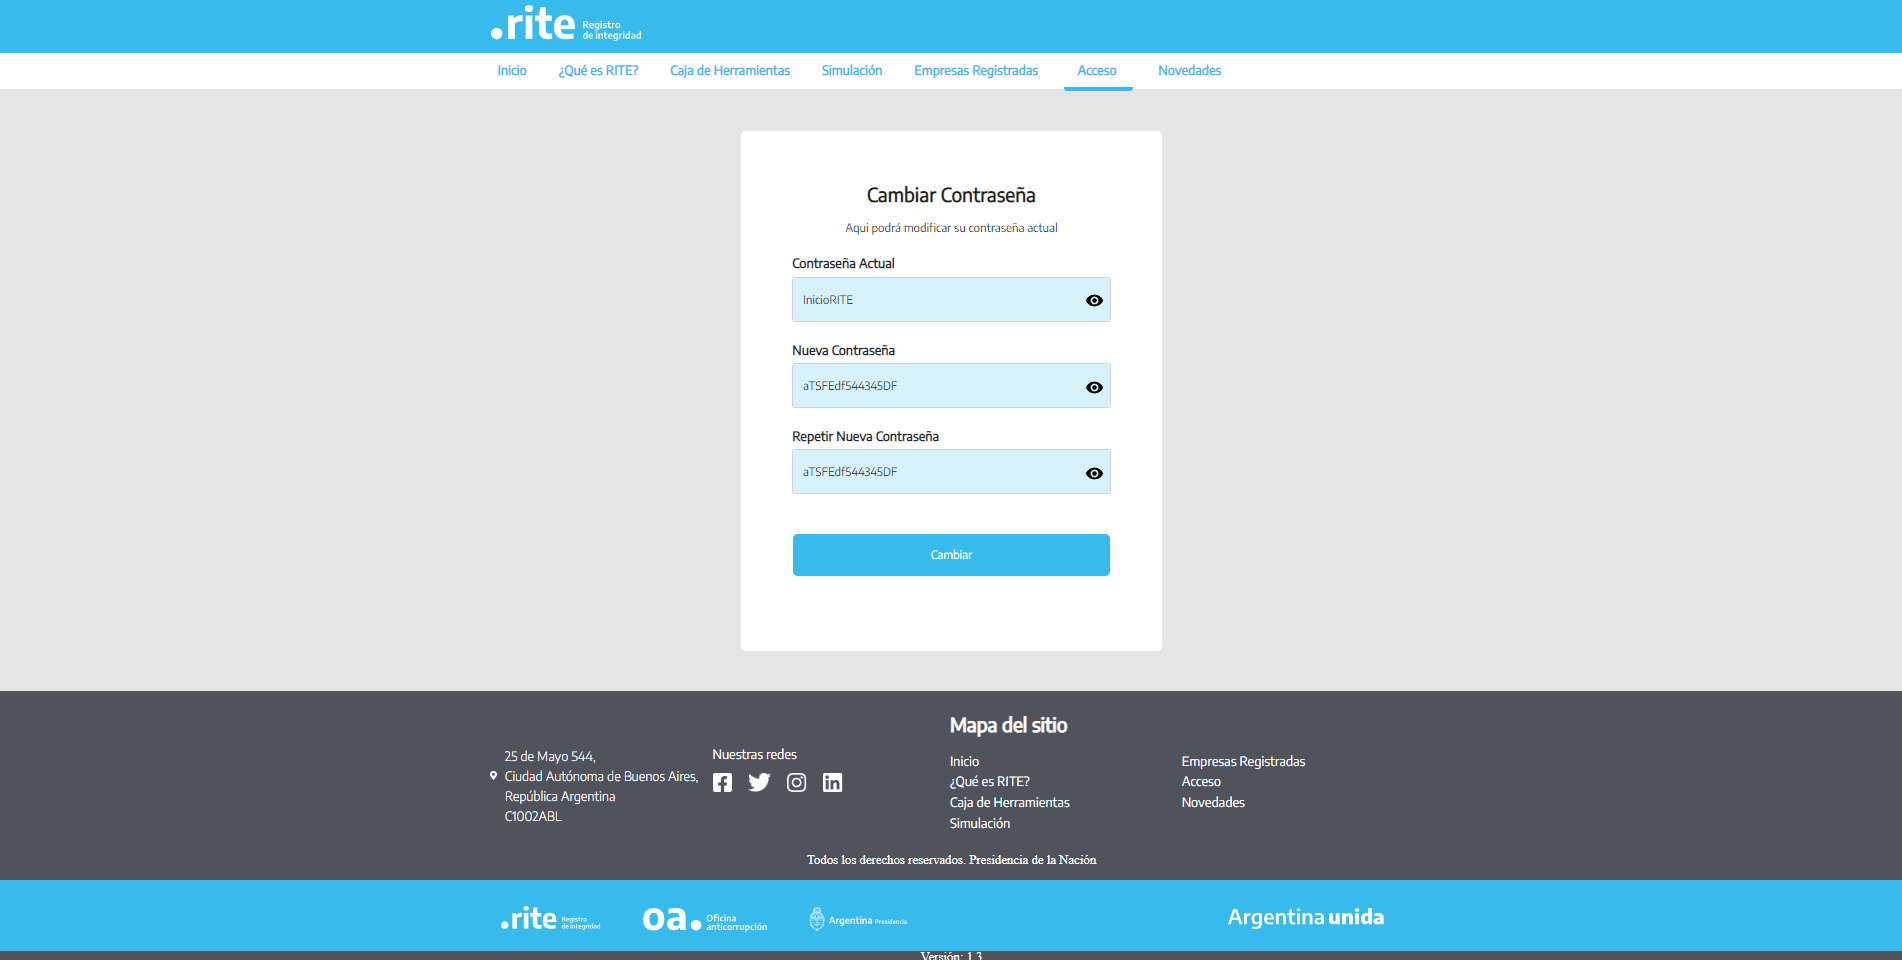 .rite Registro de integridad
Inicio ¿Qué es RITE? Caja de Herramientas Simulación Empresas Registradas Acceso Novedades
Cambiar Contraseña
Aqui podrá modificar su contraseña actual
Contraseña Actual
InicioRITE
Nueva Contraseña
aTSFEdf544345DF
Repetir Nueva Contraseña
aTSFEdf544345DF
Cambiar
25 de Mayo 544,
Ciudad Autónoma de Buenos Aires,
República Argentina
C1002ABL
Nuestras redes
Mapa del sitio
Inicio
¿Qué es RITE?
Caja de Herramientas
Simulación
Empresas Registradas
Acceso
Novedades
Todos los derechos reservados. Presidencia de la Nación
.rite Registro de integridad
oa. Oficina anticorrupción
Argentina Presidencia
Argentina unida
Versión: 1.3